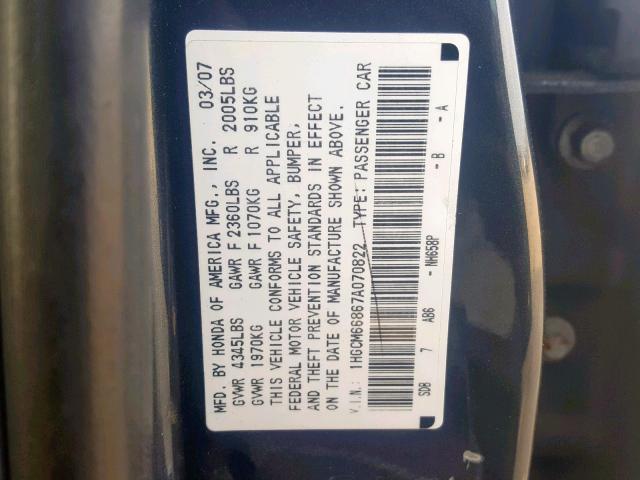 MFD. BY HONDA OF AMERICA MFG., INC. 03/07
GVWR 4345LBS GAWR F 2360LBS R 2005LBS
GVWR 1970KG GAWR F 1070KG R 910KG
THIS VEHICLE CONFORMS TO ALL APPLICABLE
FEDERAL MOTOR VEHICLE SAFETY, BUMPER,
AND THEFT PREVENTION STANDARDS IN EFFECT
ON THE DATE OF MANUFACTURE SHOWN ABOVE.
V.I.N.: 1HGCM66867A070822 TYPE: PASSENGER CAR
SDB 7 AB6 - NH658P - B - A